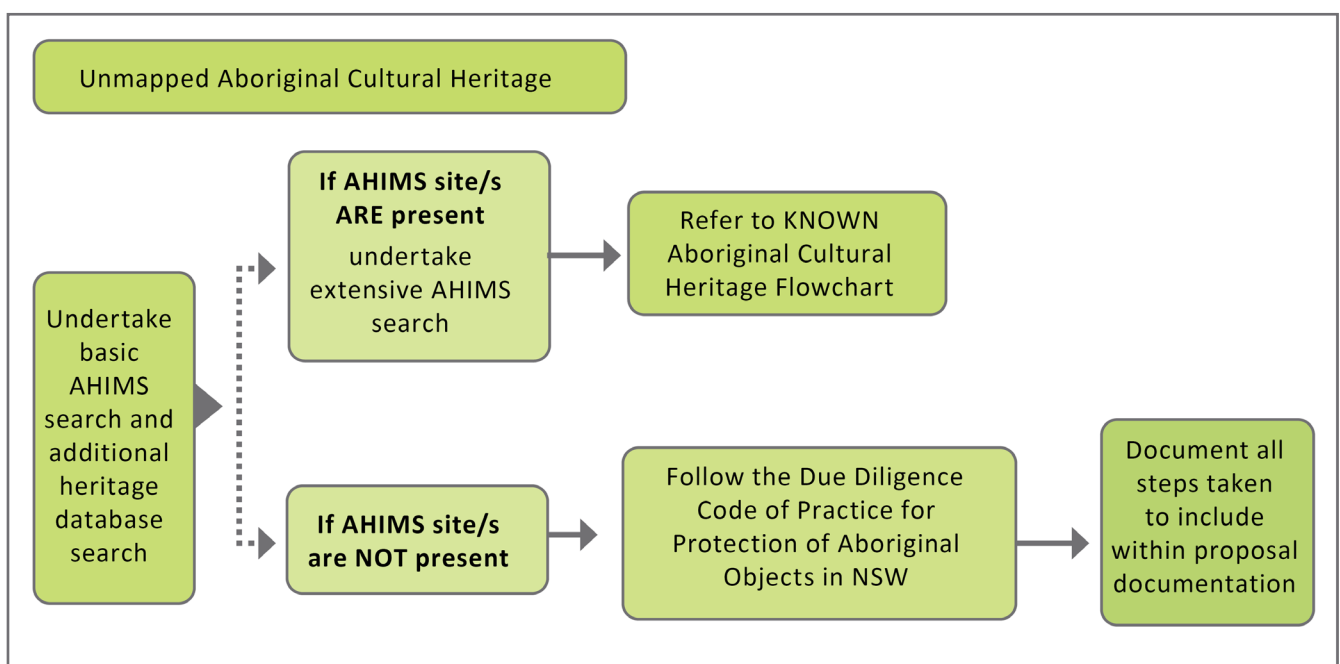 Unmapped Aboriginal Cultural Heritage
Undertake
basic
AHIMS
search and
additional
heritage
database
search
If AHIMS site/s
ARE present
undertake
extensive AHIMS
search
Refer to KNOWN
Aboriginal Cultural
Heritage Flowchart
If AHIMS site/s
are NOT present
Follow the Due Diligence
Code of Practice for
Protection of Aboriginal
Objects in NSW
Document all
steps taken
to include
within proposal
documentation